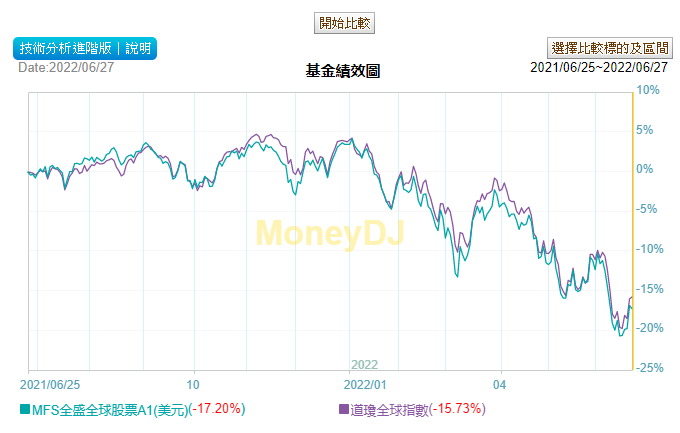 開始比較
技術分析進階版｜說明
選擇比較標的及區間
Date:2022/06/27
基金績效圖
2021/06/25~2022/06/27
10%
5%
0%
-5%
-10%
-15%
-20%
-25%
MoneyDJ
2022
2021/06/25
10
2022/01
04
MFS全盛全球股票A1(美元)(-17.20%)
道瓊全球指數(-15.73%)